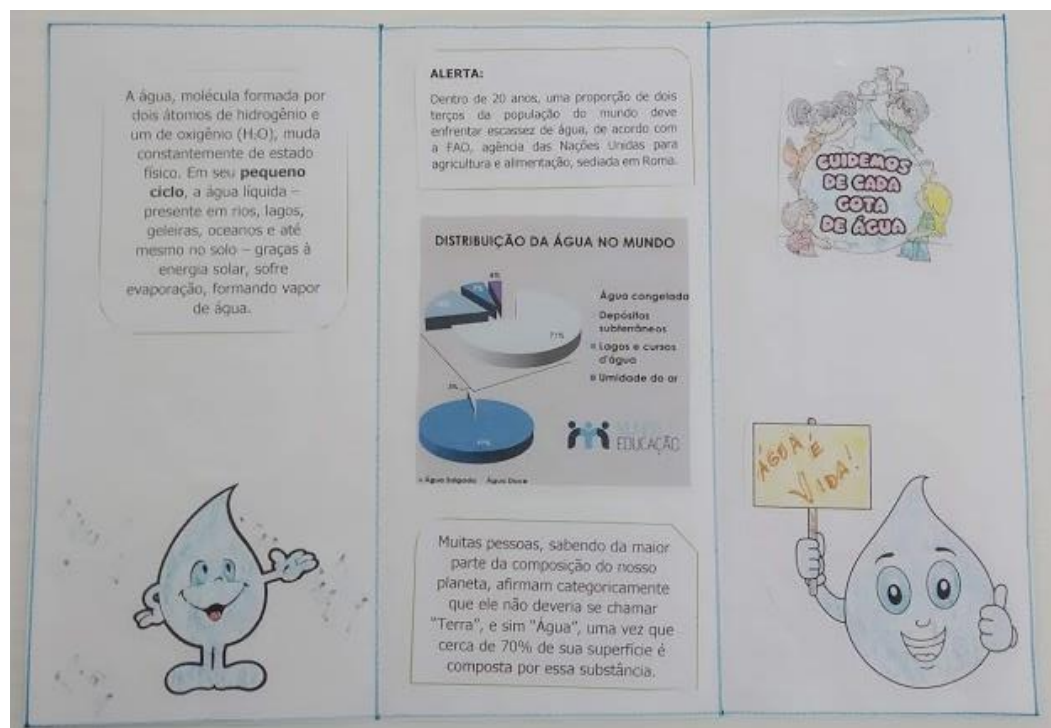 A água, molécula formada por
dois átomos de hidrogênio e
um de oxigênio (H₂O), muda
constantemente de estado
físico. Em seu pequeno
ciclo, a água líquida –
presente em rios, lagos,
geleiras, oceanos e até
mesmo no solo – graças à
energia solar, sofre
evaporação, formando vapor
de água.
ALERTA:
Dentro de 20 anos, uma proporção de dois
terços da população do mundo deve
enfrentar escassez de água, de acordo com
a FAO, agência das Nações Unidas para
agricultura e alimentação, sediada em Roma.
DISTRIBUIÇÃO DA ÁGUA NO MUNDO
71%
Água congelada
Depósitos
subterrâneos
Lagos e cursos
d'água
Umidade do ar
EDUCAÇÃO
Água Salgada Água Doce
Muitas pessoas, sabendo da maior
parte da composição do nosso
planeta, afirmam categoricamente
que ele não deveria se chamar
"Terra", e sim "Água", uma vez que
cerca de 70% de sua superfície é
composta por essa substância.
CUIDEMOS
DE CADA
GOTA
DE ÁGUA
ÁGUA É
VIDA!